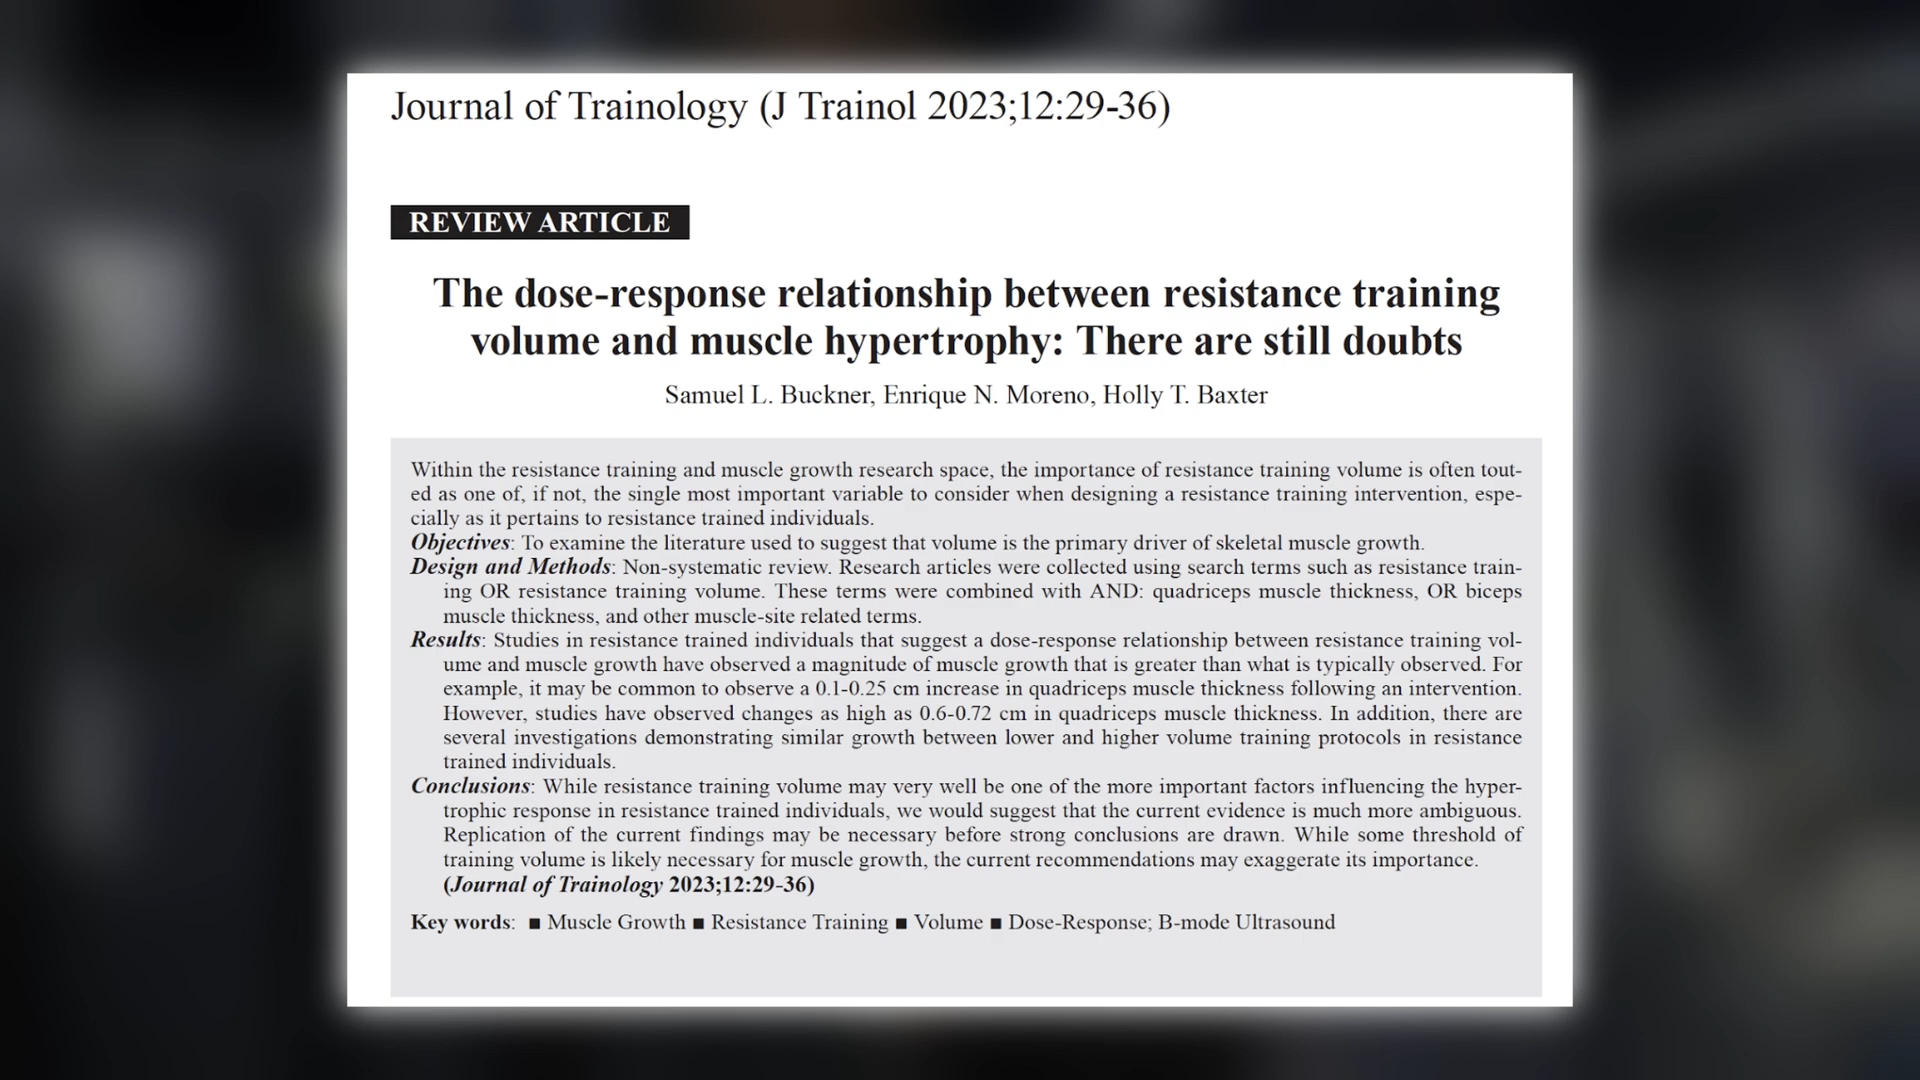 Journal of Trainology (J Trainol 2023;12:29-36)
REVIEW ARTICLE
The dose-response relationship between resistance training
volume and muscle hypertrophy: There are still doubts
Samuel L. Buckner, Enrique N. Moreno, Holly T. Baxter
Within the resistance training and muscle growth research space, the importance of resistance training volume is often tout-
ed as one of, if not, the single most important variable to consider when designing a resistance training intervention, espe-
cially as it pertains to resistance trained individuals.
Objectives: To examine the literature used to suggest that volume is the primary driver of skeletal muscle growth.
Design and Methods: Non-systematic review. Research articles were collected using search terms such as resistance train-
ing OR resistance training volume. These terms were combined with AND: quadriceps muscle thickness, OR biceps
muscle thickness, and other muscle-site related terms.
Results: Studies in resistance trained individuals that suggest a dose-response relationship between resistance training vol-
ume and muscle growth have observed a magnitude of muscle growth that is greater than what is typically observed. For
example, it may be common to observe a 0.1-0.25 cm increase in quadriceps muscle thickness following an intervention.
However, studies have observed changes as high as 0.6-0.72 cm in quadriceps muscle thickness. In addition, there are
several investigations demonstrating similar growth between lower and higher volume training protocols in resistance
trained individuals.
Conclusions: While resistance training volume may very well be one of the more important factors influencing the hyper-
trophic response in resistance trained individuals, we would suggest that the current evidence is much more ambiguous.
Replication of the current findings may be necessary before strong conclusions are drawn. While some threshold of
training volume is likely necessary for muscle growth, the current recommendations may exaggerate its importance.
(Journal of Trainology 2023;12:29-36)
Key words: ■ Muscle Growth ■ Resistance Training ■ Volume ■ Dose-Response; B-mode Ultrasound